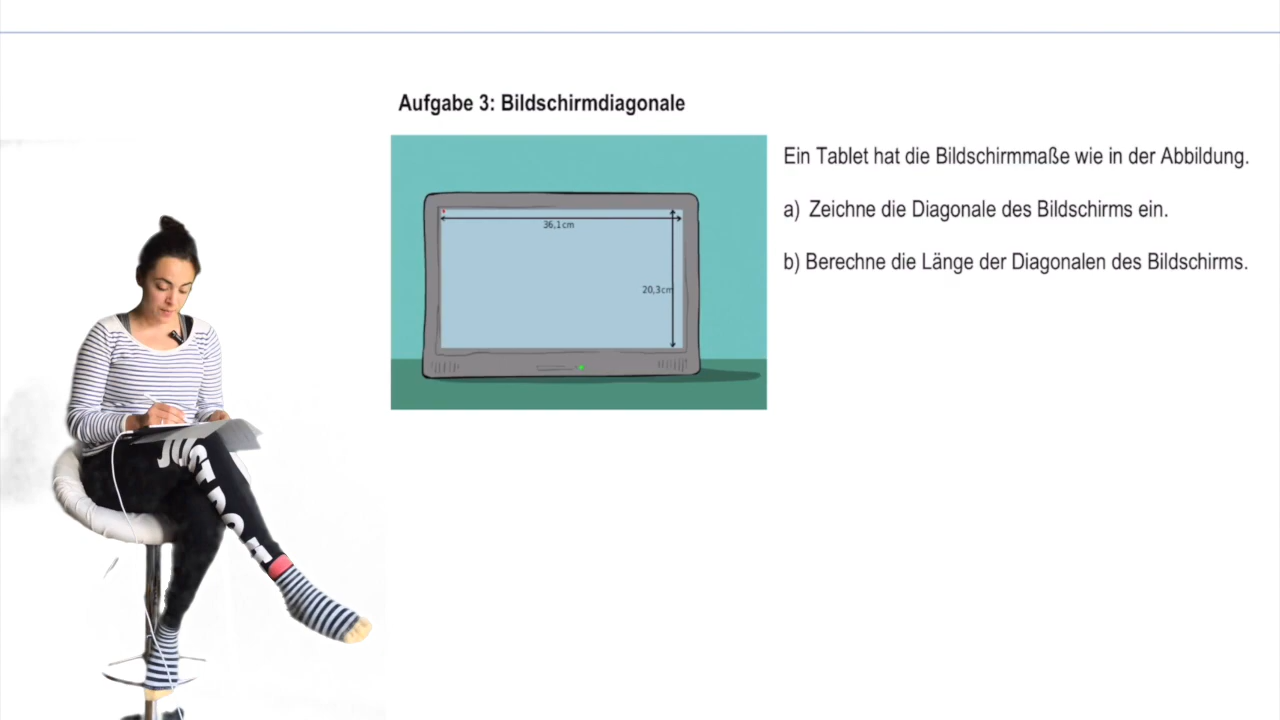 Aufgabe 3: Bildschirmdiagonale
Ein Tablet hat die Bildschirmmaße wie in der Abbildung.
a) Zeichne die Diagonale des Bildschirms ein.
b) Berechne die Länge der Diagonalen des Bildschirms.
36,1cm
20,3cm